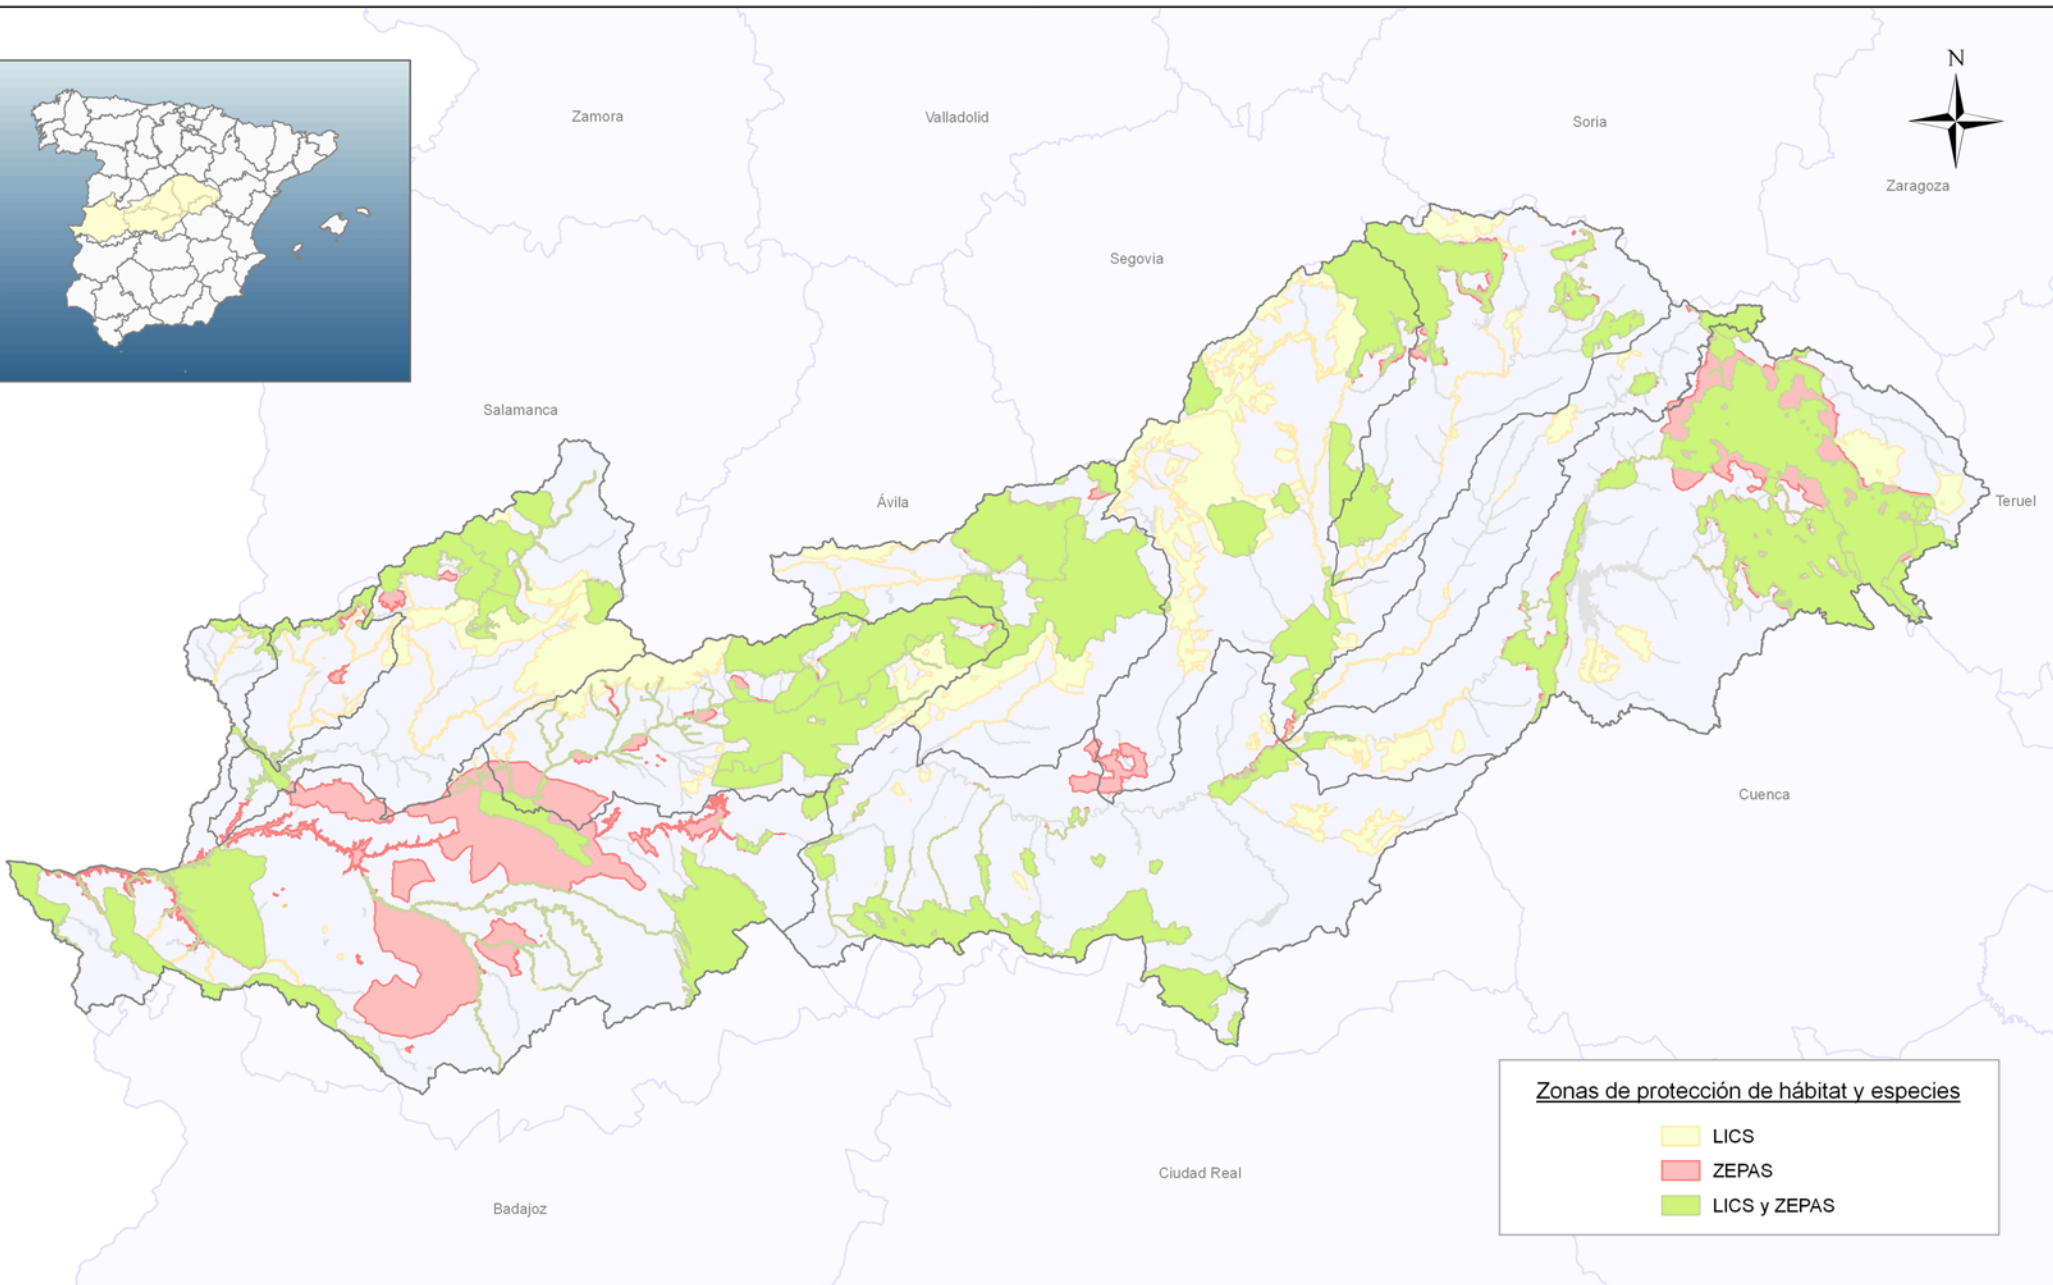 N
Zamora
Valladolid
Soria
Zaragoza
Segovia
Salamanca
Ávila
Teruel
Cuenca
Ciudad Real
Badajoz
Zonas de protección de hábitat y especies
LICS
ZEPAS
LICS y ZEPAS